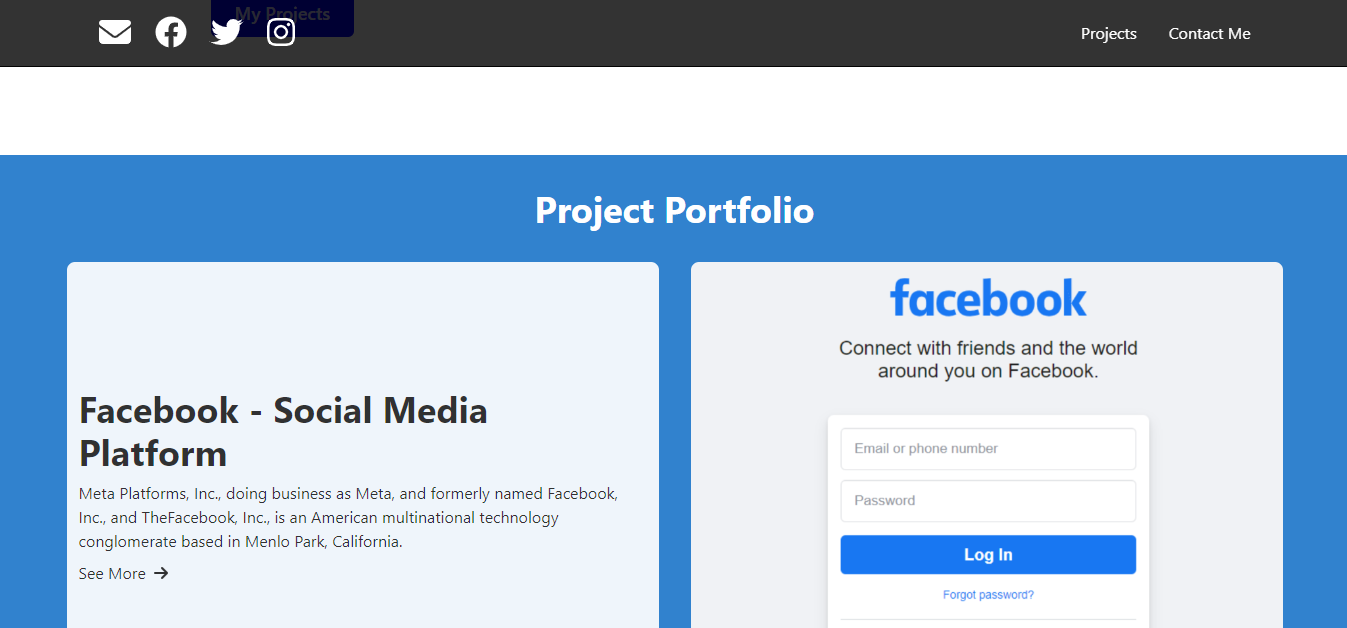 My Projects
Projects Contact Me
Project Portfolio
Facebook - Social Media
Platform
Meta Platforms, Inc., doing business as Meta, and formerly named Facebook,
Inc., and TheFacebook, Inc., is an American multinational technology
conglomerate based in Menlo Park, California.
See More
facebook
Connect with friends and the world
around you on Facebook.
Email or phone number
Password
Log In
Forgot password?